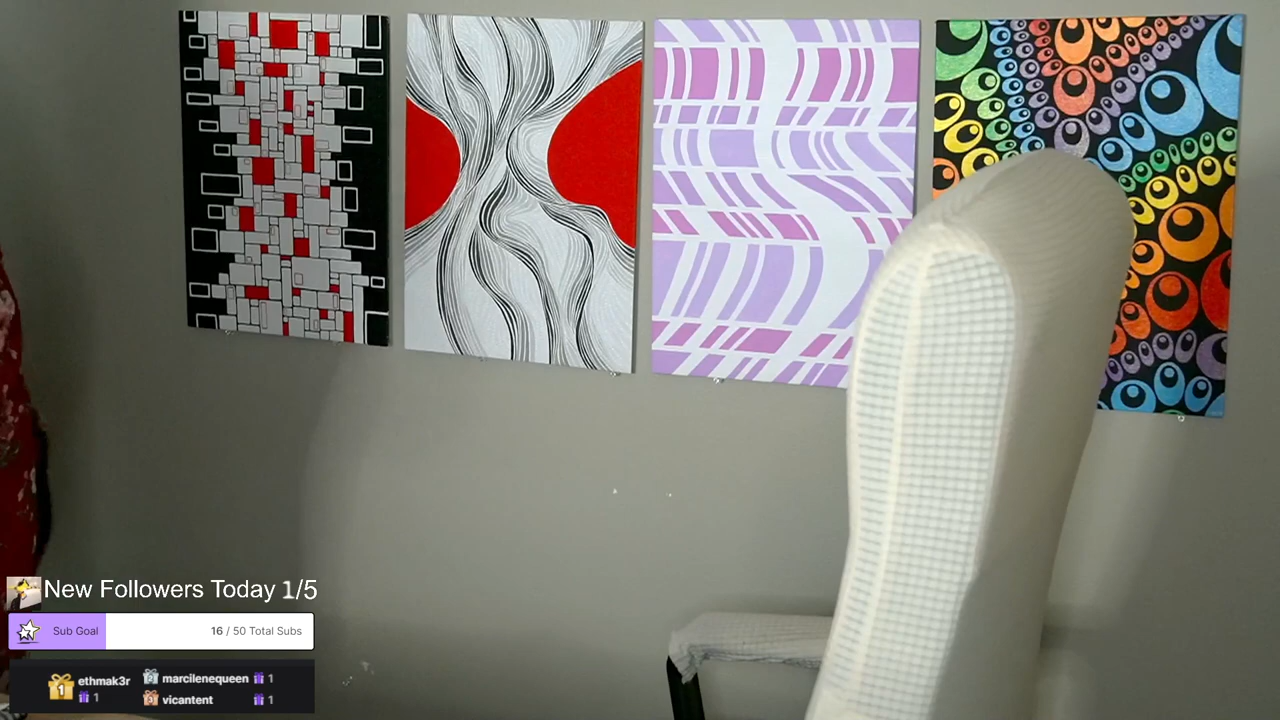 New Followers Today 1/5
Sub Goal 16 / 50 Total Subs
ethmak3r 1
marcilenequeen 1
vicantent 1